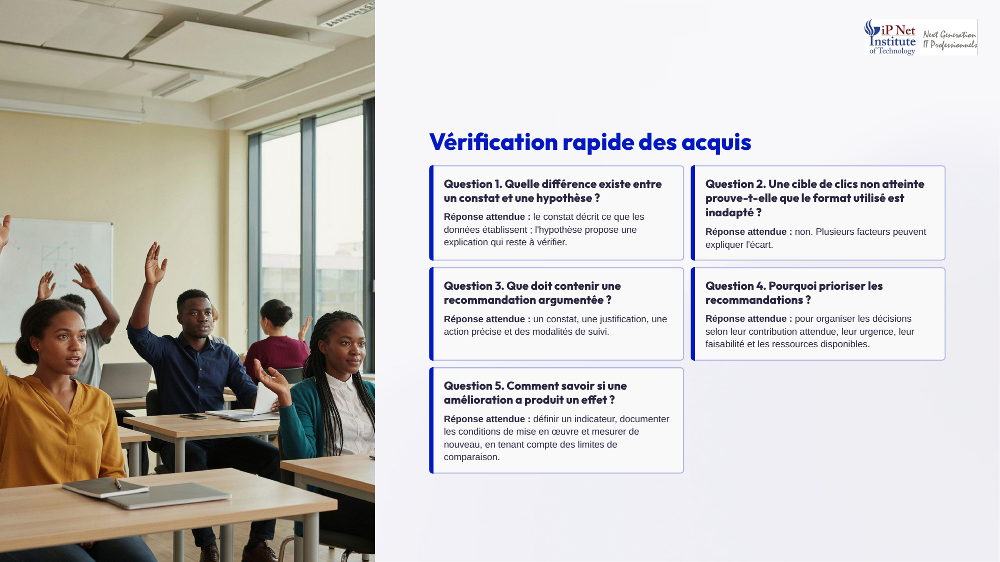 iP Net
Institute
of Technology
Next Generation
IT Professionnels
Vérification rapide des acquis
Question 1. Quelle différence existe entre
un constat et une hypothèse ?
Réponse attendue : le constat décrit ce que les
données établissent ; l'hypothèse propose une
explication qui reste à vérifier.
Question 2. Une cible de clics non atteinte
prouve-t-elle que le format utilisé est
inadapté ?
Réponse attendue : non. Plusieurs facteurs peuvent
expliquer l'écart.
Question 3. Que doit contenir une
recommandation argumentée ?
Réponse attendue : un constat, une justification, une
action précise et des modalités de suivi.
Question 4. Pourquoi prioriser les
recommandations ?
Réponse attendue : pour organiser les décisions
selon leur contribution attendue, leur urgence, leur
faisabilité et les ressources disponibles.
Question 5. Comment savoir si une
amélioration a produit un effet ?
Réponse attendue : définir un indicateur, documenter
les conditions de mise en œuvre et mesurer de
nouveau, en tenant compte des limites de
comparaison.